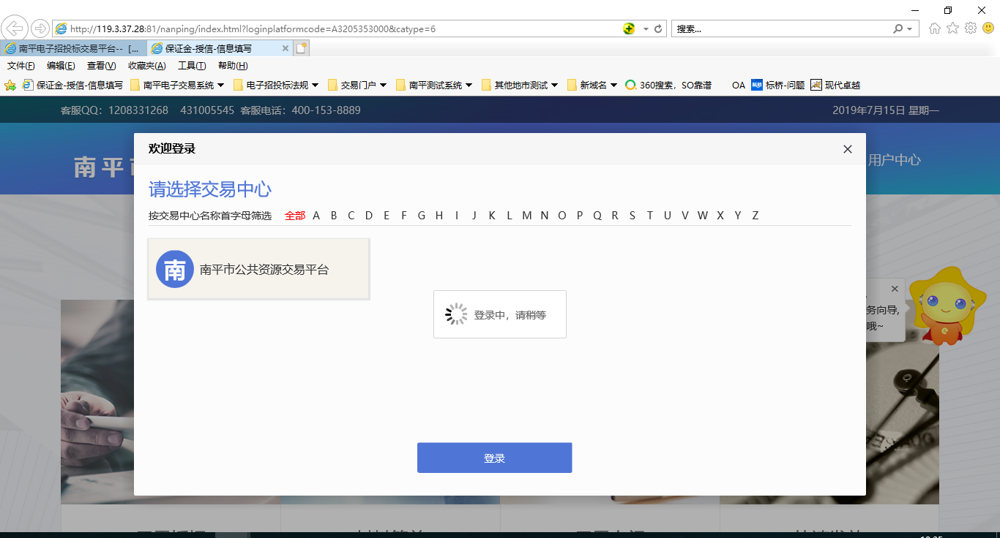 http://119.3.37.28:81/nanping/index.html?loginplatformcode=A3205353000&catype=6
搜索...
南平电子招投标交易平台-- [...
保证金-授信-信息填写
文件(F) 编辑(E) 查看(V) 收藏夹(A) 工具(T) 帮助(H)
保证金-授信-信息填写 南平电子交易系统 电子招投标法规 交易门户 南平测试系统 其他地市测试 新域名 360搜索，SO靠谱 OA 标桥-问题 现代卓越
客服QQ：1208331268 431005545 客服电话：400-153-8889
2019年7月15日 星期一
南平
用户中心
欢迎登录
请选择交易中心
按交易中心名称首字母筛选 全部 A B C D E F G H I J K L M N O P Q R S T U V W X Y Z
南 南平市公共资源交易平台
登录中，请稍等
务向导,
哦~
登录